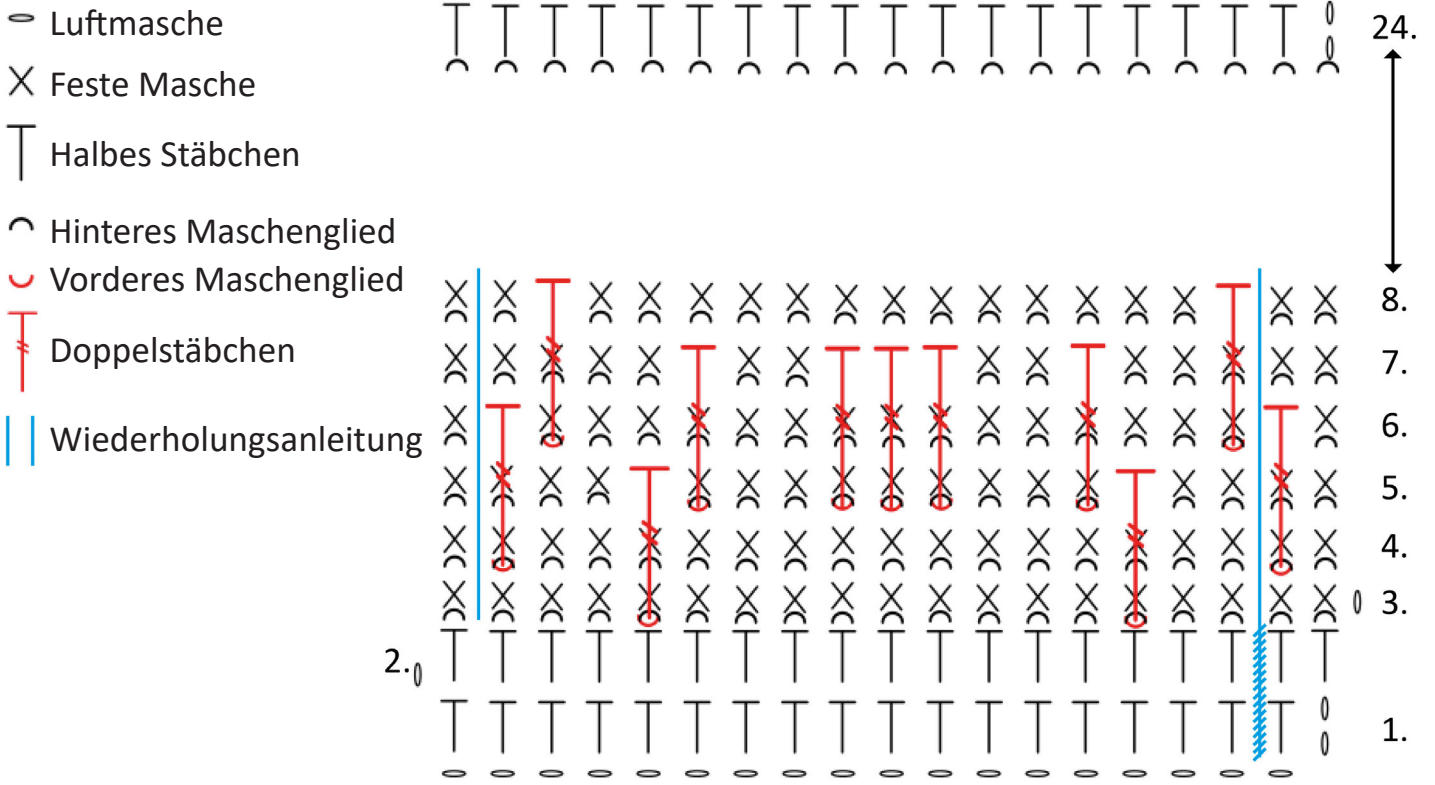 Luftmasche
Feste Masche
Halbes Stäbchen
Hinteres Maschenglied
Vorderes Maschenglied
Doppelstäbchen
Wiederholungsanleitung
24.
8.
7.
6.
5.
4.
3.
2.
1.